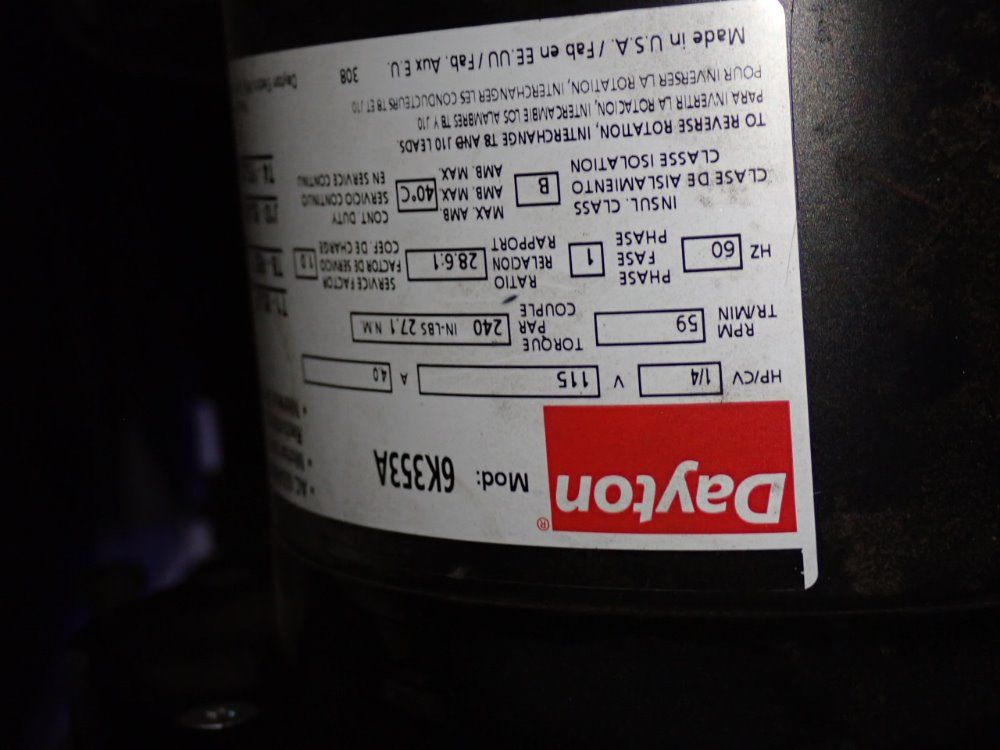 Dayton®
Mod: 6K353A
HP/CV 1/4 V 115 A 4.0
RPM
TR/MIN 59
TORQUE
PAR
COUPLE 240 IN-LBS 27.1 N.M.
HZ 60
PHASE
FASE
PHASE 1
RATIO
RELACION
RAPPORT 28.6:1
SERVICE FACTOR
FACTOR DE SERVICIO
COEF. DE CHARGE 1.0
INSUL. CLASS
CLASE DE AISLAMIENTO
CLASSE ISOLATION B
MAX. AMB
AMB. MAX.
AMB. MAX. 40°C
CONT. DUTY
SERVICIO CONTINUO
EN SERVICE CONTINU
TO REVERSE ROTATION, INTERCHANGE T8 AND J10 LEADS.
PARA INVERTIR LA ROTACION, INTERCAMBIE LOS ALAMBRES T8 Y J10
POUR INVERSER LA ROTATION, INTERCHANGER LES CONDUCTEURS T8 ET J10
Made in U.S.A. / Fab en EE.UU / Fab. Aux E.U. 308 Dayton